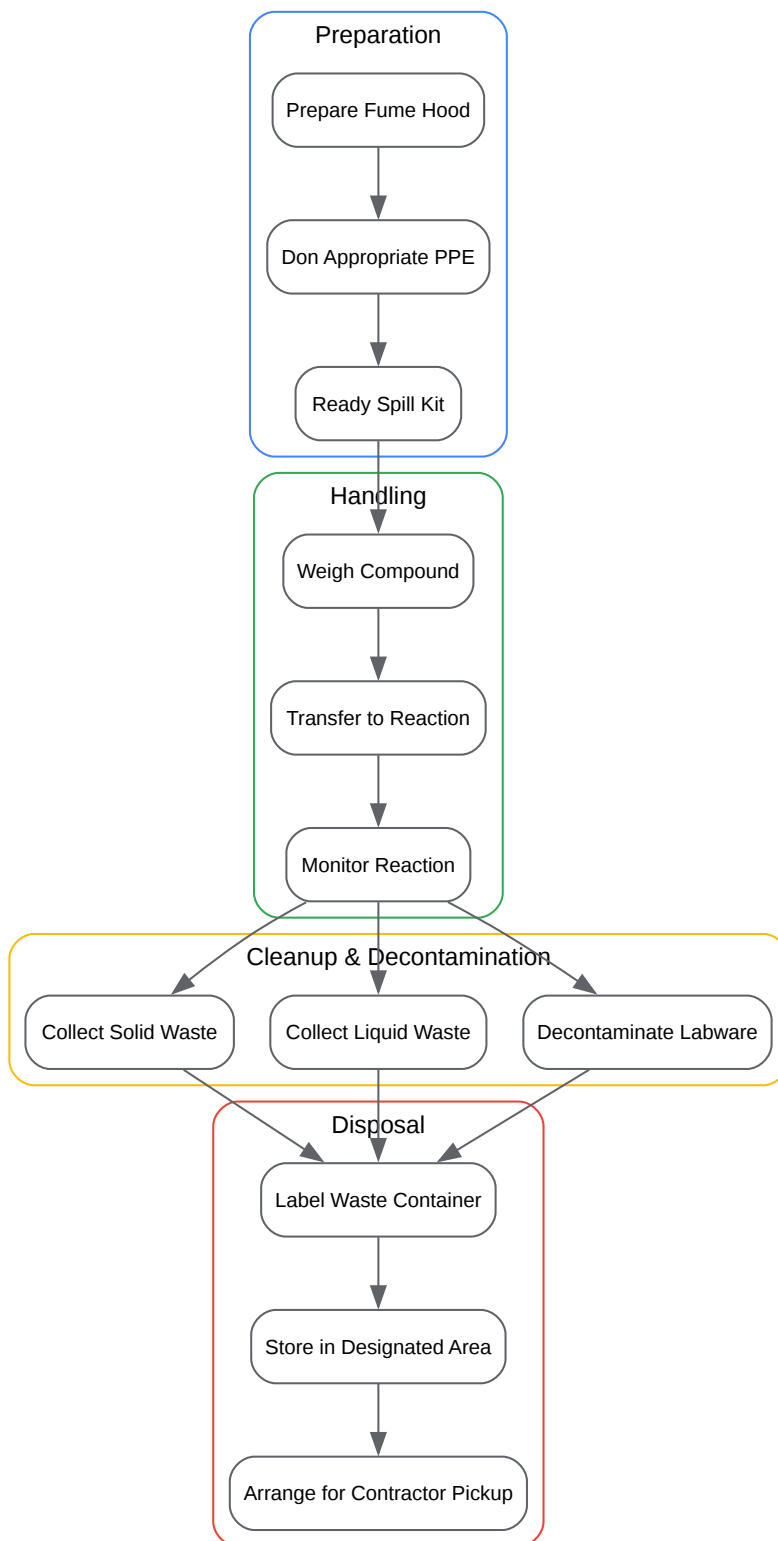 Preparation
Prepare Fume Hood
Don Appropriate PPE
Ready Spill Kit
Handling
Weigh Compound
Transfer to Reaction
Monitor Reaction
Cleanup & Decontamination
Collect Solid Waste
Collect Liquid Waste
Decontaminate Labware
Disposal
Label Waste Container
Store in Designated Area
Arrange for Contractor Pickup